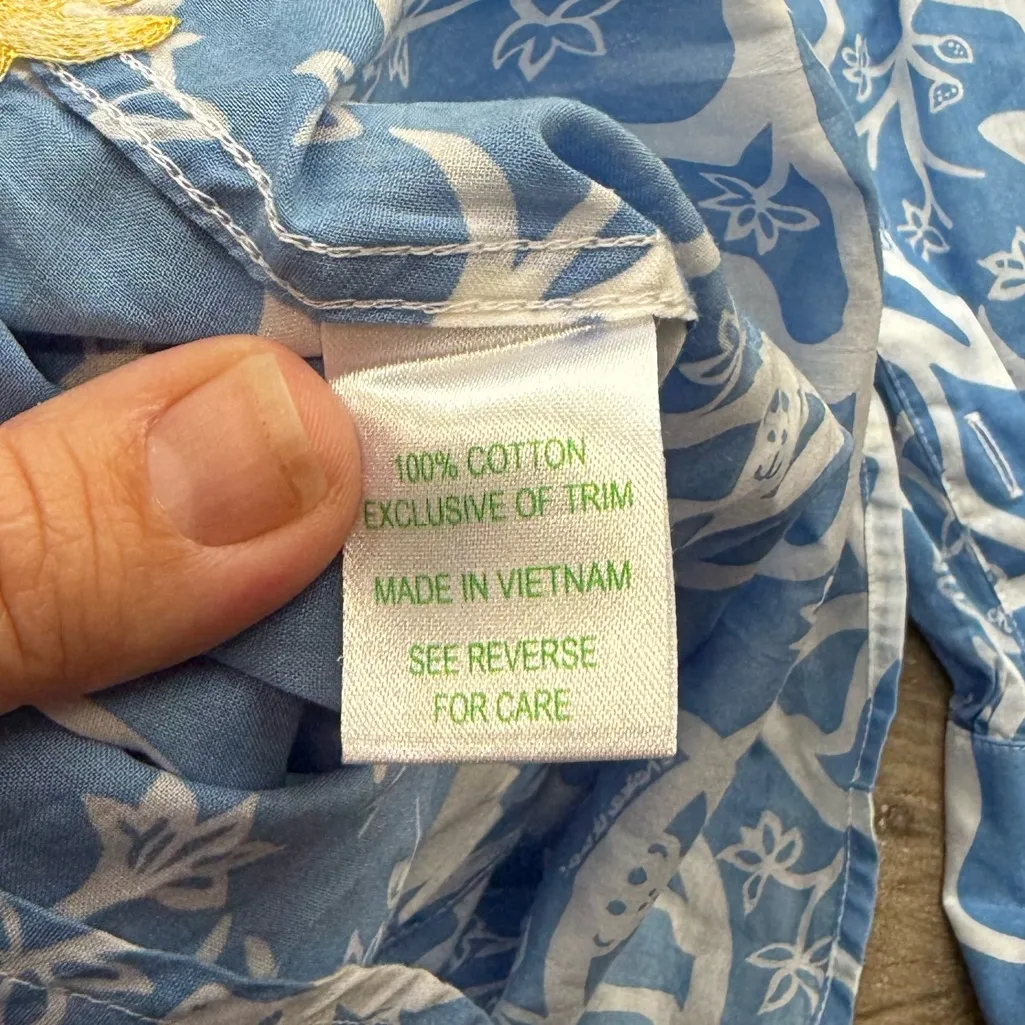 100% COTTON
EXCLUSIVE OF TRIM
MADE IN VIETNAM
SEE REVERSE
FOR CARE